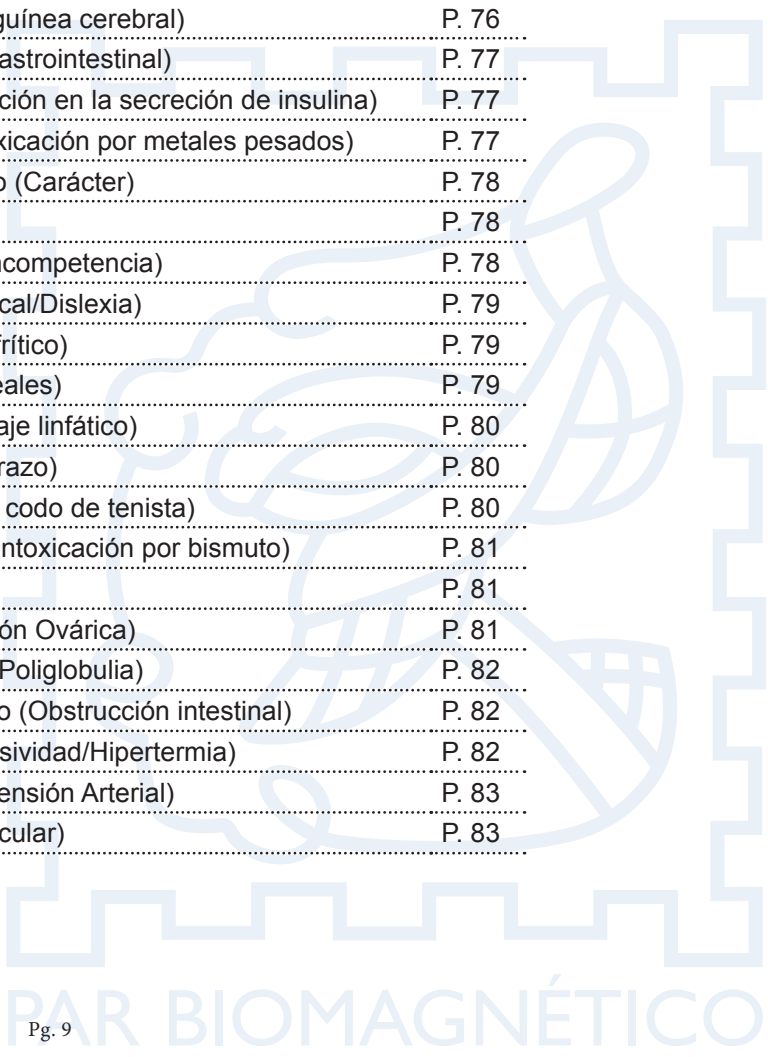 guínea cerebral) P. 76
astrointestinal) P. 77
ción en la secreción de insulina) P. 77
xicación por metales pesados) P. 77
o (Carácter) P. 78
P. 78
ncompetencia) P. 78
cal/Dislexia) P. 79
frítico) P. 79
eales) P. 79
aje linfático) P. 80
razo) P. 80
codo de tenista) P. 80
ntoxicación por bismuto) P. 81
P. 81
ón Ovárica) P. 81
Poliglobulia) P. 82
o (Obstrucción intestinal) P. 82
sividad/Hipertermia) P. 82
ensión Arterial) P. 83
cular) P. 83
PAR BIOMAGNÉTICO
Pg. 9